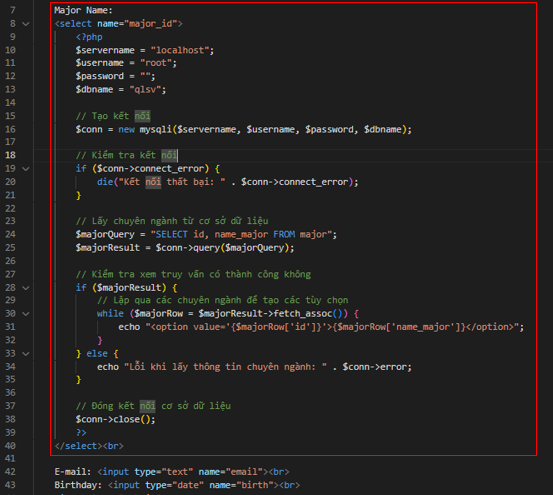 7 Major Name:
8 <select name="major_id">
9 <?php
10 $servername = "localhost";
11 $username = "root";
12 $password = "";
13 $dbname = "qlsv";
14
15 // Tạo kết nối
16 $conn = new mysqli($servername, $username, $password, $dbname);
17
18 // Kiểm tra kết nối
19 if ($conn->connect_error) {
20 die("Kết nối thất bại: " . $conn->connect_error);
21 }
22
23 // Lấy chuyên ngành từ cơ sở dữ liệu
24 $majorQuery = "SELECT id, name_major FROM major";
25 $majorResult = $conn->query($majorQuery);
26
27 // Kiểm tra xem truy vấn có thành công không
28 if ($majorResult) {
29 // Lặp qua các chuyên ngành để tạo các tùy chọn
30 while ($majorRow = $majorResult->fetch_assoc()) {
31 echo "<option value='{$majorRow['id']}'>{$majorRow['name_major']}</option>";
32 }
33 } else {
34 echo "Lỗi khi lấy thông tin chuyên ngành: " . $conn->error;
35 }
36
37 // Đóng kết nối cơ sở dữ liệu
38 $conn->close();
39 ?>
40 </select><br>
41
42 E-mail: <input type="text" name="email"><br>
43 Birthday: <input type="date" name="birth"><br>